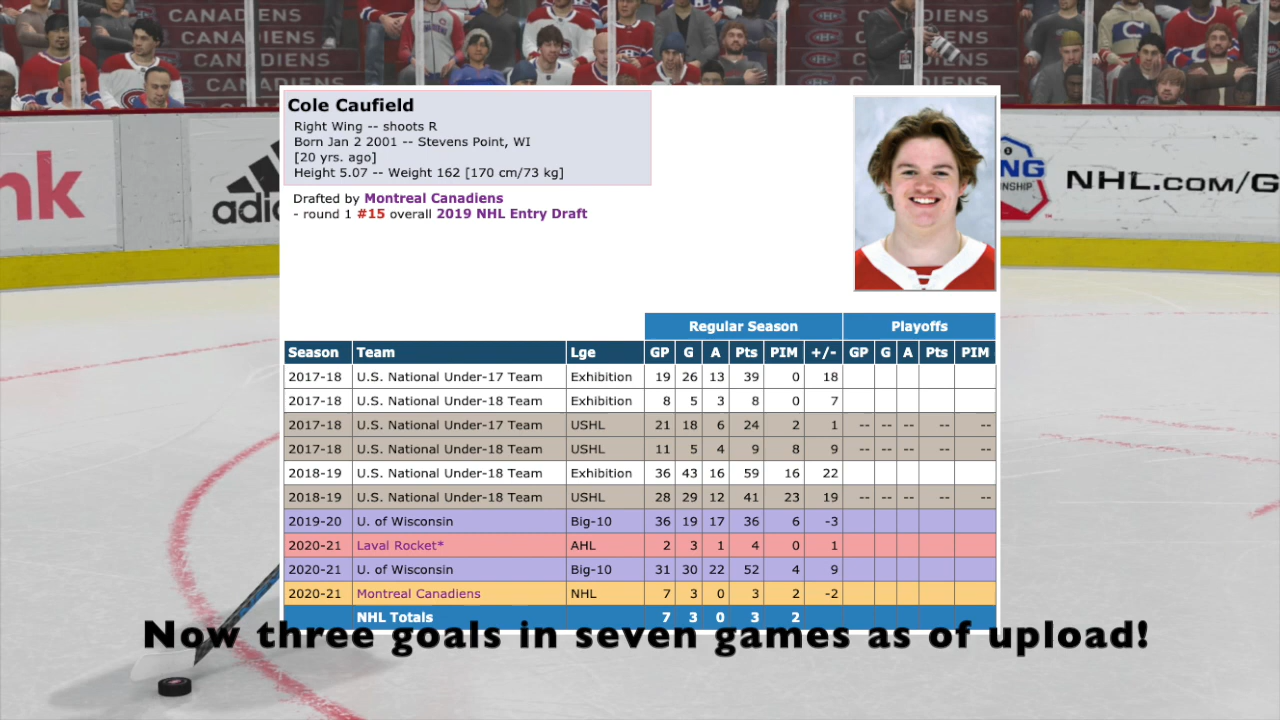 CANADIENS
DIENS
CANADIENS
ADIENS
CANADIENS
CANADIENS
CANADIENS
nk
adi
NG
NSHIP
NHL.COM/G
Cole Caufield
Right Wing -- shoots R
Born Jan 2 2001 -- Stevens Point, WI
[20 yrs. ago]
Height 5.07 -- Weight 162 [170 cm/73 kg]
Drafted by Montreal Canadiens
- round 1 #15 overall 2019 NHL Entry Draft
Regular Season Playoffs
Season Team Lge GP G A Pts PIM +/- GP G A Pts PIM
2017-18 U.S. National Under-17 Team Exhibition 19 26 13 39 0 18
2017-18 U.S. National Under-18 Team Exhibition 8 5 3 8 0 7
2017-18 U.S. National Under-17 Team USHL 21 18 6 24 2 1 -- -- -- -- --
2017-18 U.S. National Under-18 Team USHL 11 5 4 9 8 9 -- -- -- -- --
2018-19 U.S. National Under-18 Team Exhibition 36 43 16 59 16 22
2018-19 U.S. National Under-18 Team USHL 28 29 12 41 23 19 -- -- -- -- --
2019-20 U. of Wisconsin Big-10 36 19 17 36 6 -3
2020-21 Laval Rocket* AHL 2 3 1 4 0 1
2020-21 U. of Wisconsin Big-10 31 30 22 52 4 9
2020-21 Montreal Canadiens NHL 7 3 0 3 2 -2
NHL Totals 7 3 0 3 2
Now three goals in seven games as of upload!